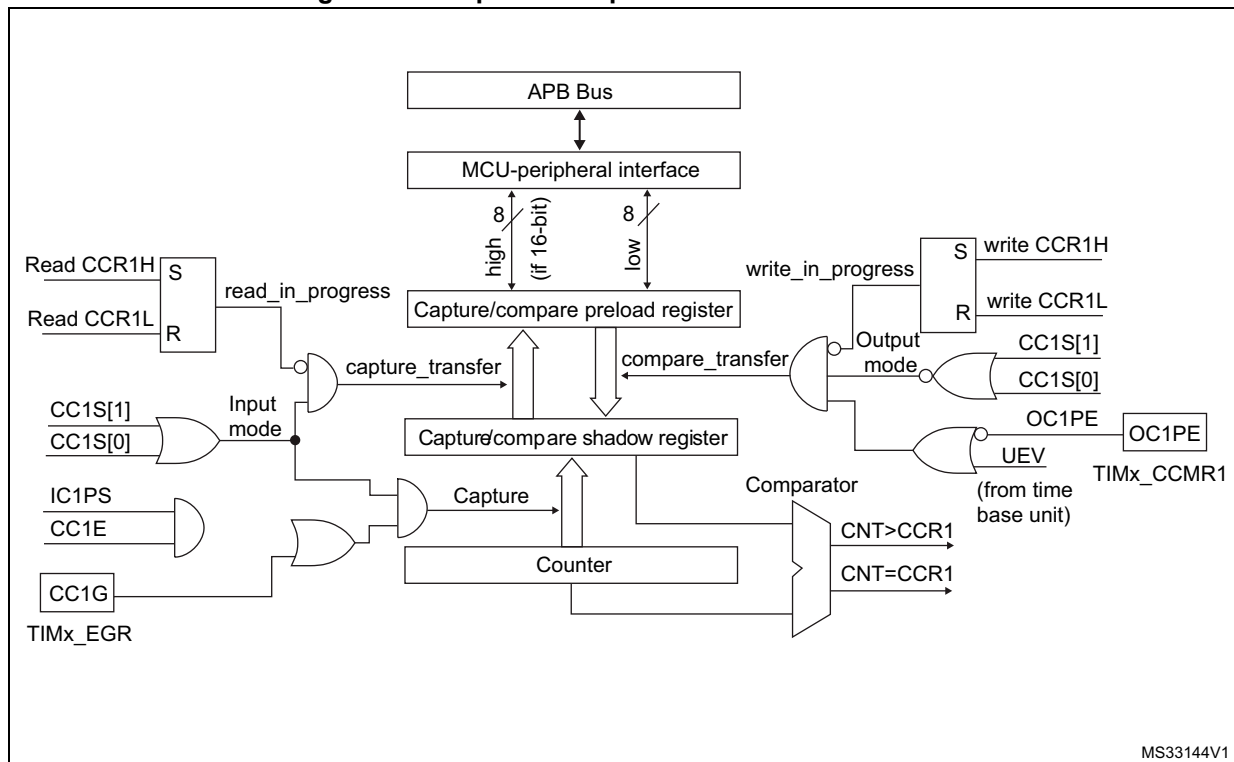 APB Bus
MCU-peripheral interface
8
high
(if 16-bit)
8
low
Read CCR1H
S
read_in_progress
Read CCR1L
R
write_in_progress
S
write CCR1H
R
write CCR1L
Capture/compare preload register
capture_transfer
compare_transfer
Output
mode
CC1S[1]
CC1S[0]
CC1S[1]
CC1S[0]
Input
mode
Capture/compare shadow register
OC1PE
OC1PE
UEV
TIMx_CCMR1
(from time
base unit)
IC1PS
CC1E
Capture
Comparator
CNT>CCR1
CNT=CCR1
Counter
CC1G
TIMx_EGR
MS33144V1